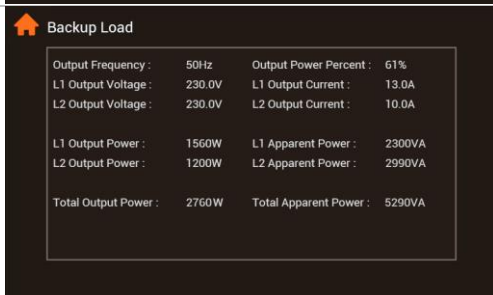 Backup Load
Output Frequency : 50Hz Output Power Percent : 61%
L1 Output Voltage : 230.0V L1 Output Current : 13.0A
L2 Output Voltage : 230.0V L2 Output Current : 10.0A
L1 Output Power : 1560W L1 Apparent Power : 2300VA
L2 Output Power : 1200W L2 Apparent Power : 2990VA
Total Output Power : 2760W Total Apparent Power : 5290VA